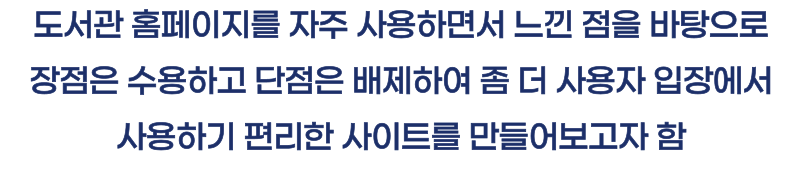 도서관 홈페이지를 자주 사용하면서 느낀 점을 바탕으로
장점은 수용하고 단점은 배제하여 좀 더 사용자 입장에서
사용하기 편리한 사이트를 만들어보고자 함